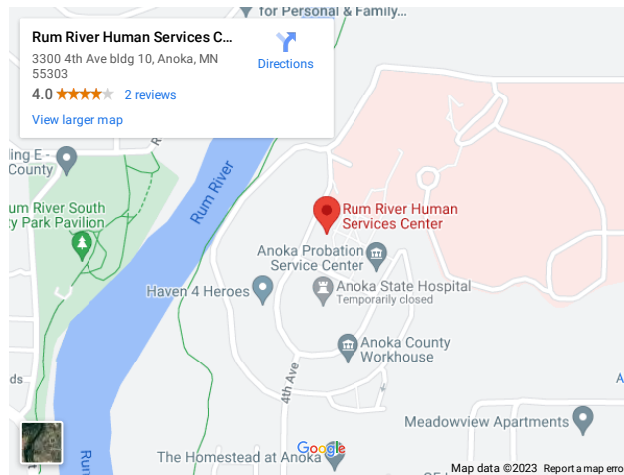 for Personal & Family...
Rum River Human Services C...
3300 4th Ave bldg 10, Anoka, MN
55303
Directions
4.0
2 reviews
View larger map
ling E -
County
Rum River
um River South
ty Park Pavilion
Rum River Human
Services Center
Anoka Probation
Service Center
Haven 4 Heroes
Anoka State Hospital
Temporarily closed
Anoka County
Workhouse
4th Ave
ds
A
Meadowview Apartments
Rum
The Homestead at Anoka
Google
Map data ©2023
Report a map erro